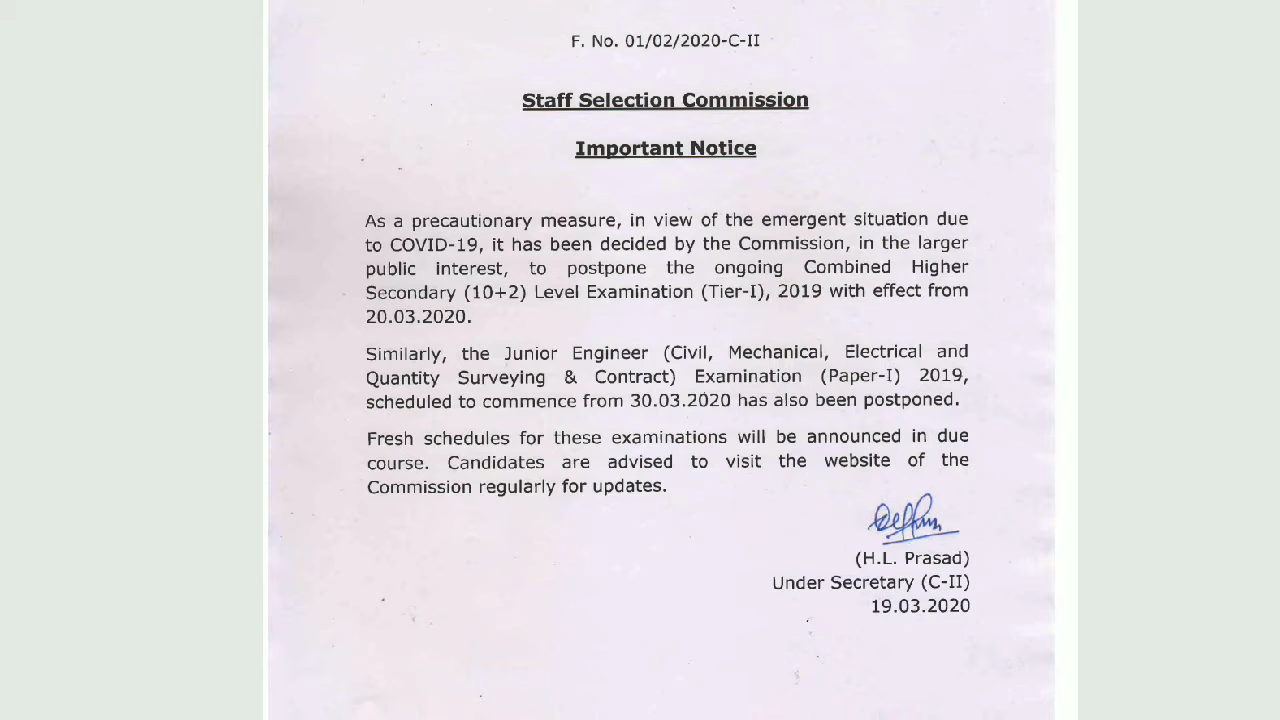 F. No. 01/02/2020-C-II
Staff Selection Commission
Important Notice
As a precautionary measure, in view of the emergent situation due
to COVID-19, it has been decided by the Commission, in the larger
public interest, to postpone the ongoing Combined Higher
Secondary (10+2) Level Examination (Tier-I), 2019 with effect from
20.03.2020.
Similarly, the Junior Engineer (Civil, Mechanical, Electrical and
Quantity Surveying & Contract) Examination (Paper-I) 2019,
scheduled to commence from 30.03.2020 has also been postponed.
Fresh schedules for these examinations will be announced in due
course. Candidates are advised to visit the website of the
Commission regularly for updates.
(H.L. Prasad)
Under Secretary (C-II)
19.03.2020